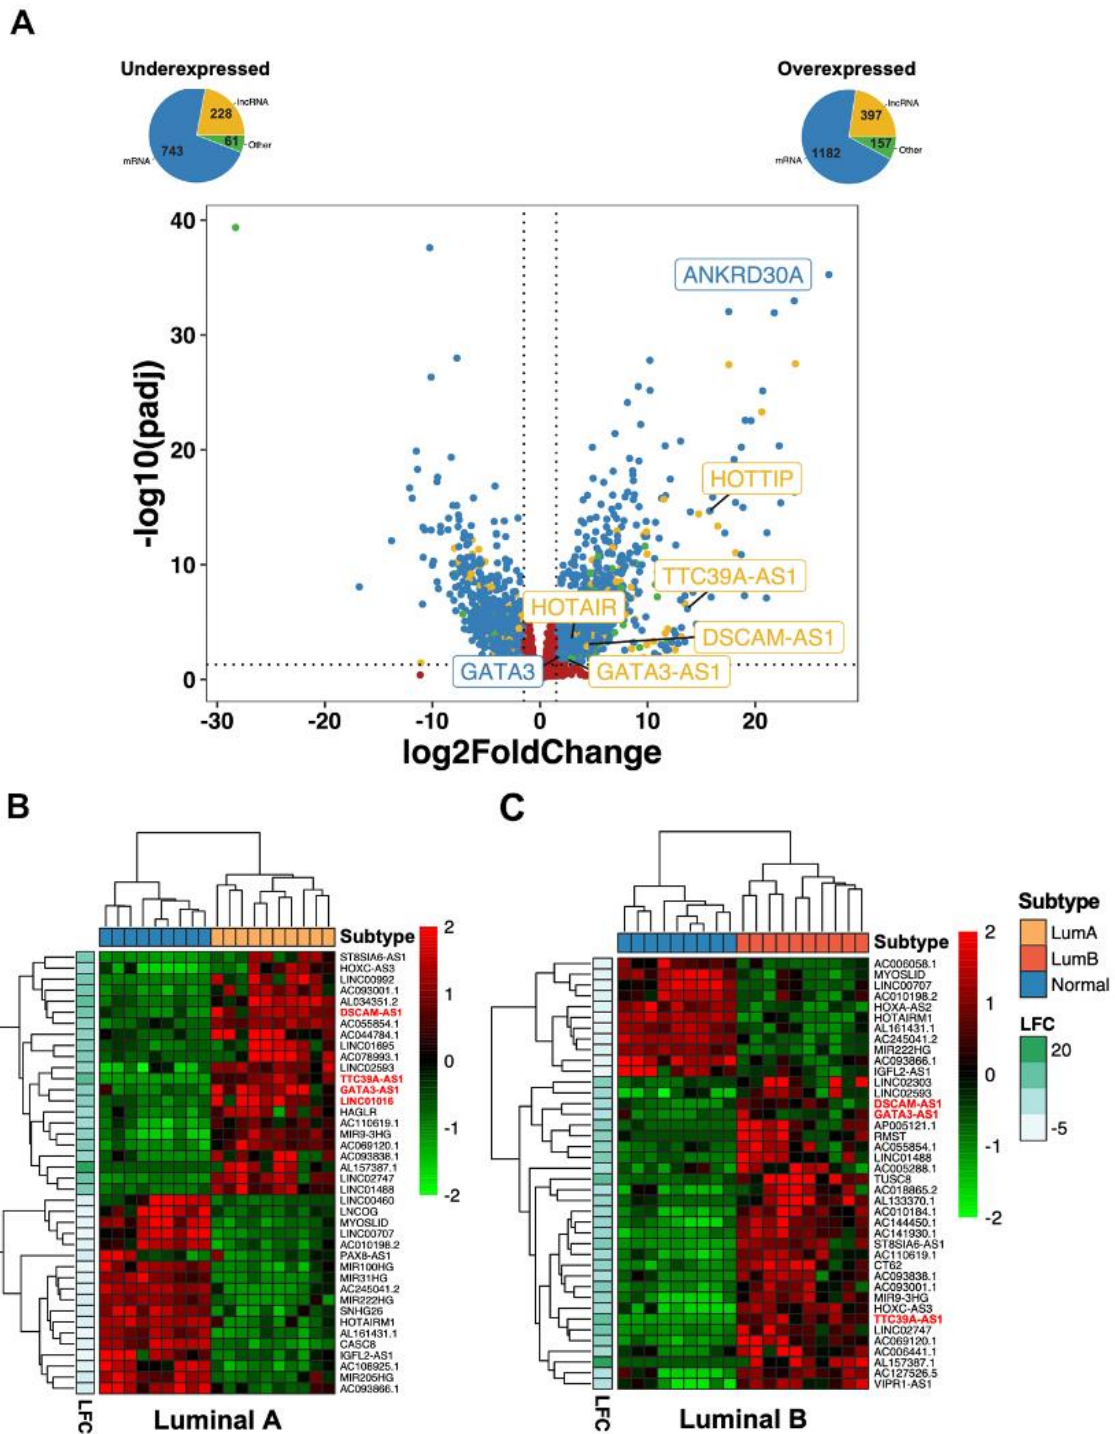 A
Underexpressed
Overexpressed
lncRNA
228
61
Other
743
mRNA
lncRNA
397
157
Other
1182
mRNA
40
30
20
10
0
-log10(padj)
ANKRD30A
HOTTIP
TTC39A-AS1
HOTAIR
DSCAM-AS1
GATA3
GATA3-AS1
-30
-20
-10
0
10
20
log2FoldChange
B
Subtype
ST8SIA6-AS1
HOXC-AS3
LINC00992
AC093001.1
AL034351.2
DSCAM-AS1
AC055854.1
AC044784.1
LINC01695
AC078993.1
LINC02593
TTC39A-AS1
GATA3-AS1
LINC01016
HAGLR
AC110619.1
MIR9-3HG
AC069120.1
AC093838.1
AL157387.1
LINC02747
LINC01488
LINC00460
LNCOG
MYOSLID
LINC00707
AC010198.2
PAX8-AS1
MIR100HG
MIR31HG
AC245041.2
MIR222HG
SNHG26
HOTAIRM1
AL161431.1
CASC8
IGFL2-AS1
AC108925.1
MIR205HG
AC093866.1
2
1
0
-1
-2
LFC
Luminal A
C
Subtype
AC006058.1
MYOSLID
LINC00707
AC010198.2
HOXA-AS2
HOTAIRM1
AL161431.1
AC245041.2
MIR222HG
AC093866.1
IGFL2-AS1
LINC02303
LINC02593
DSCAM-AS1
GATA3-AS1
AP005121.1
RMST
AC055854.1
LINC01488
AC005288.1
TUSC8
AC018865.2
AL133370.1
AC010184.1
AC144450.1
AC141930.1
ST8SIA6-AS1
AC110619.1
CT62
AC093838.1
AC093001.1
MIR9-3HG
HOXC-AS3
TTC39A-AS1
LINC02747
AC069120.1
AC006441.1
AL157387.1
AC127526.5
VIPR1-AS1
2
1
0
-1
-2
LFC
Luminal B
Subtype
LumA
LumB
Normal
LFC
20
-5